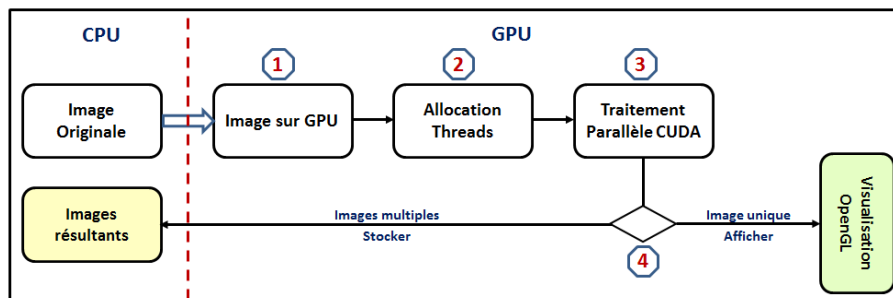 CPU
GPU
1
2
3
Image
Originale
Image sur GPU
Allocation
Threads
Traitement
Parallèle CUDA
Images
résultants
Images multiples
Stocker
Image unique
Afficher
4
Visualisation
OpenGL